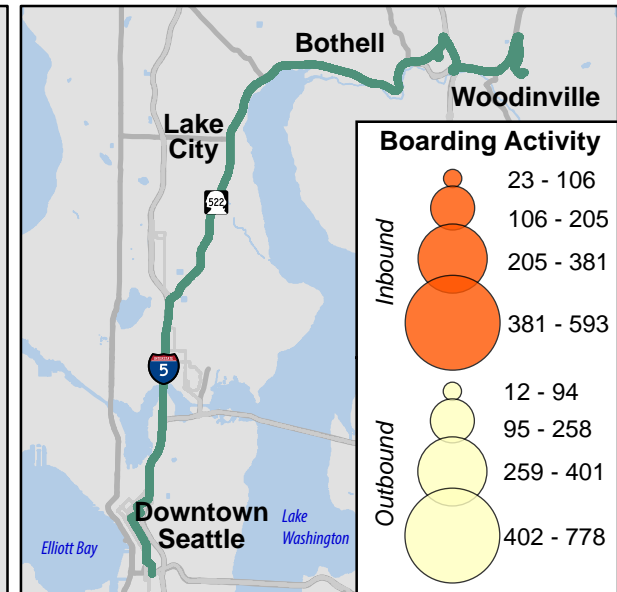 Bothell
Woodinville
Lake
City
522
INTERSTATE
5
Downtown
Seattle
Elliott Bay
Lake
Washington
Boarding Activity
Inbound
23 - 106
106 - 205
205 - 381
381 - 593
Outbound
12 - 94
95 - 258
259 - 401
402 - 778